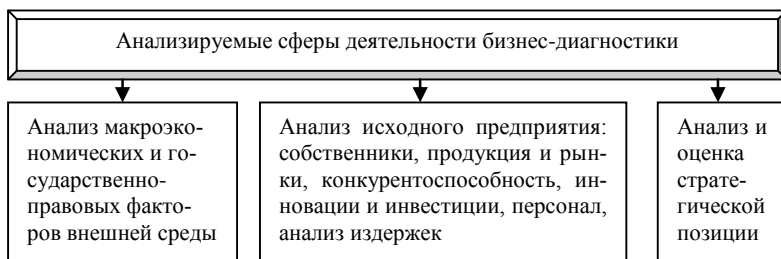 Анализируемые сферы деятельности бизнес-диагностики
Анализ макроэко-
номических и го-
сударственно-
правовых факто-
ров внешней среды
Анализ исходного предприятия:
собственники, продукция и рын-
ки, конкурентоспособность, ин-
новации и инвестиции, персонал,
анализ издержек
Анализ и
оценка
страте-
гической
позиции